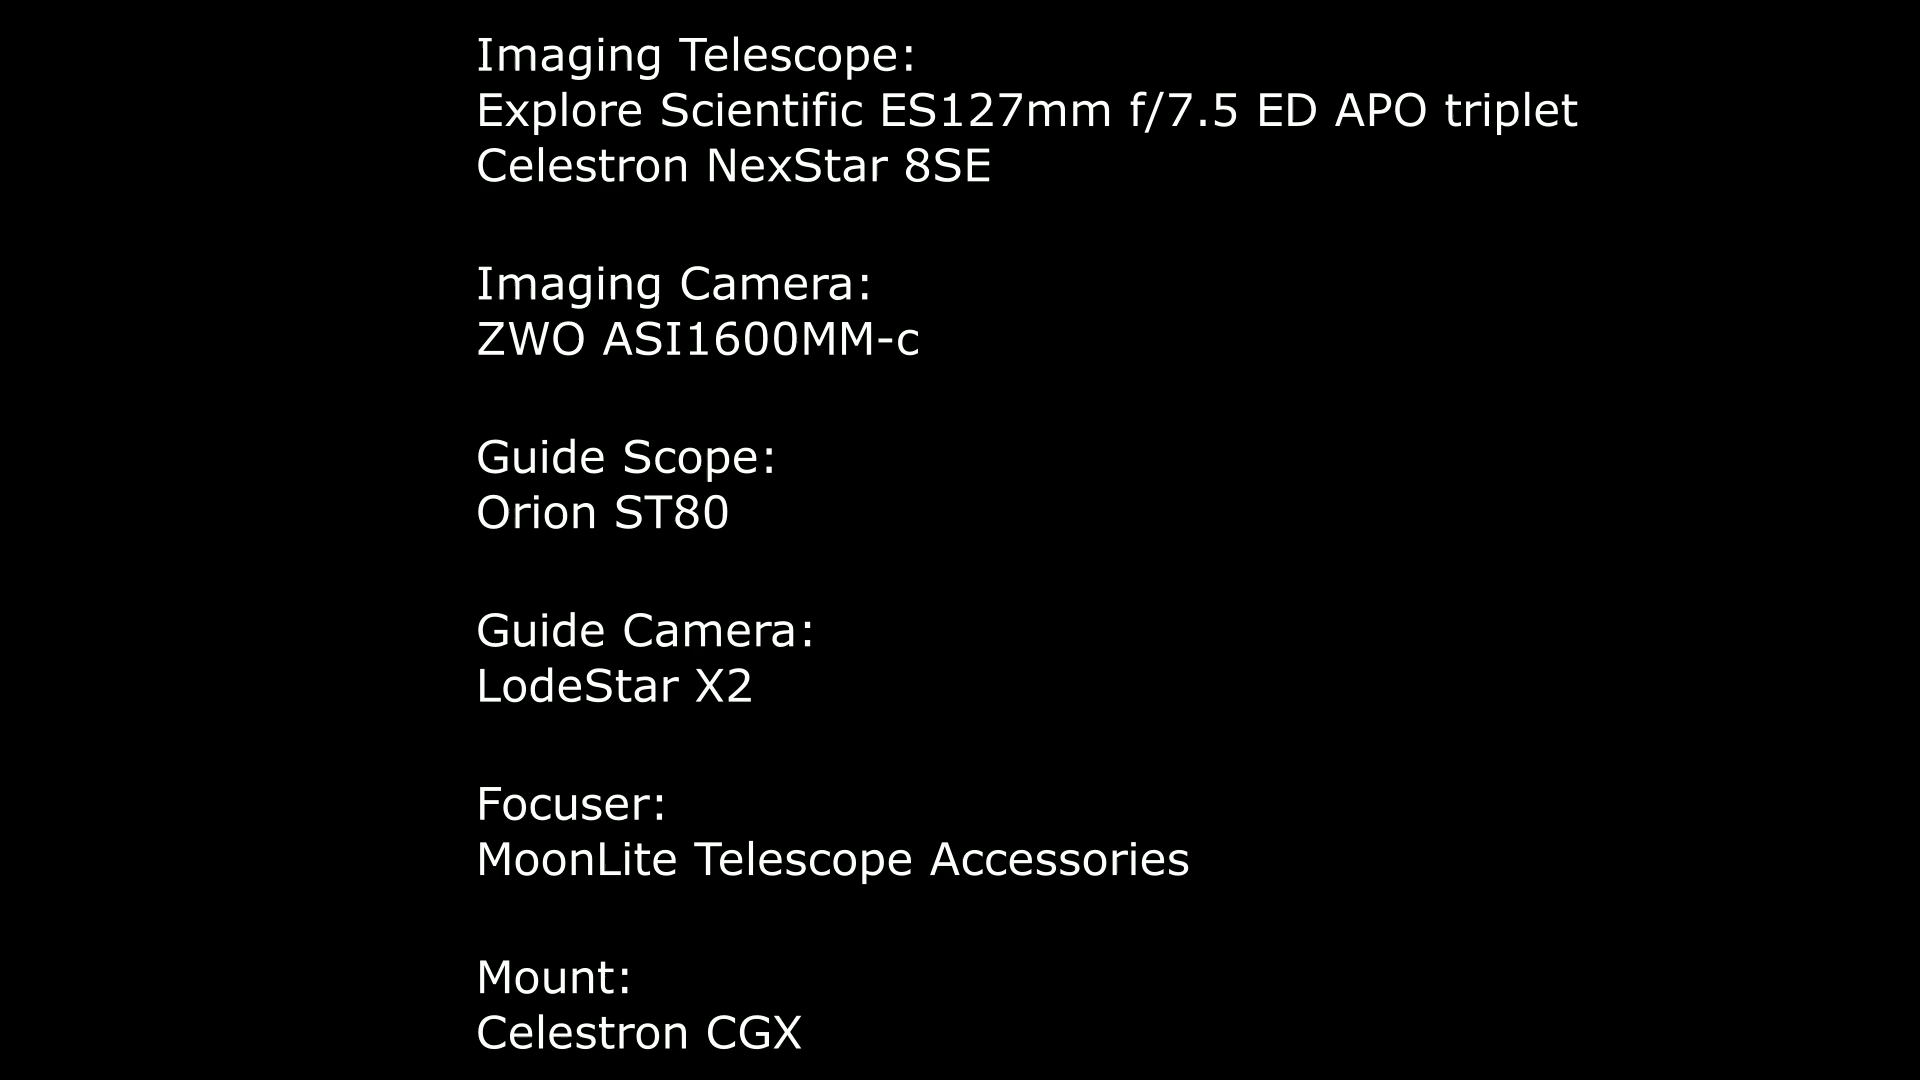 Imaging Telescope:
Explore Scientific ES127mm f/7.5 ED APO triplet
Celestron NexStar 8SE
Imaging Camera:
ZWO ASI1600MM-c
Guide Scope:
Orion ST80
Guide Camera:
LodeStar X2
Focuser:
MoonLite Telescope Accessories
Mount:
Celestron CGX